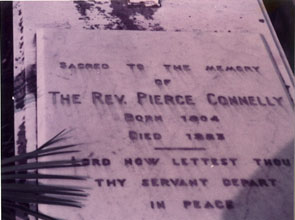 SACRED TO THE MEMORY
OF
THE REV. PIERCE CONNELLY
BORN 1804
DIED 1883
LORD NOW LETTEST THOU
THY SERVANT DEPART
IN PEACE